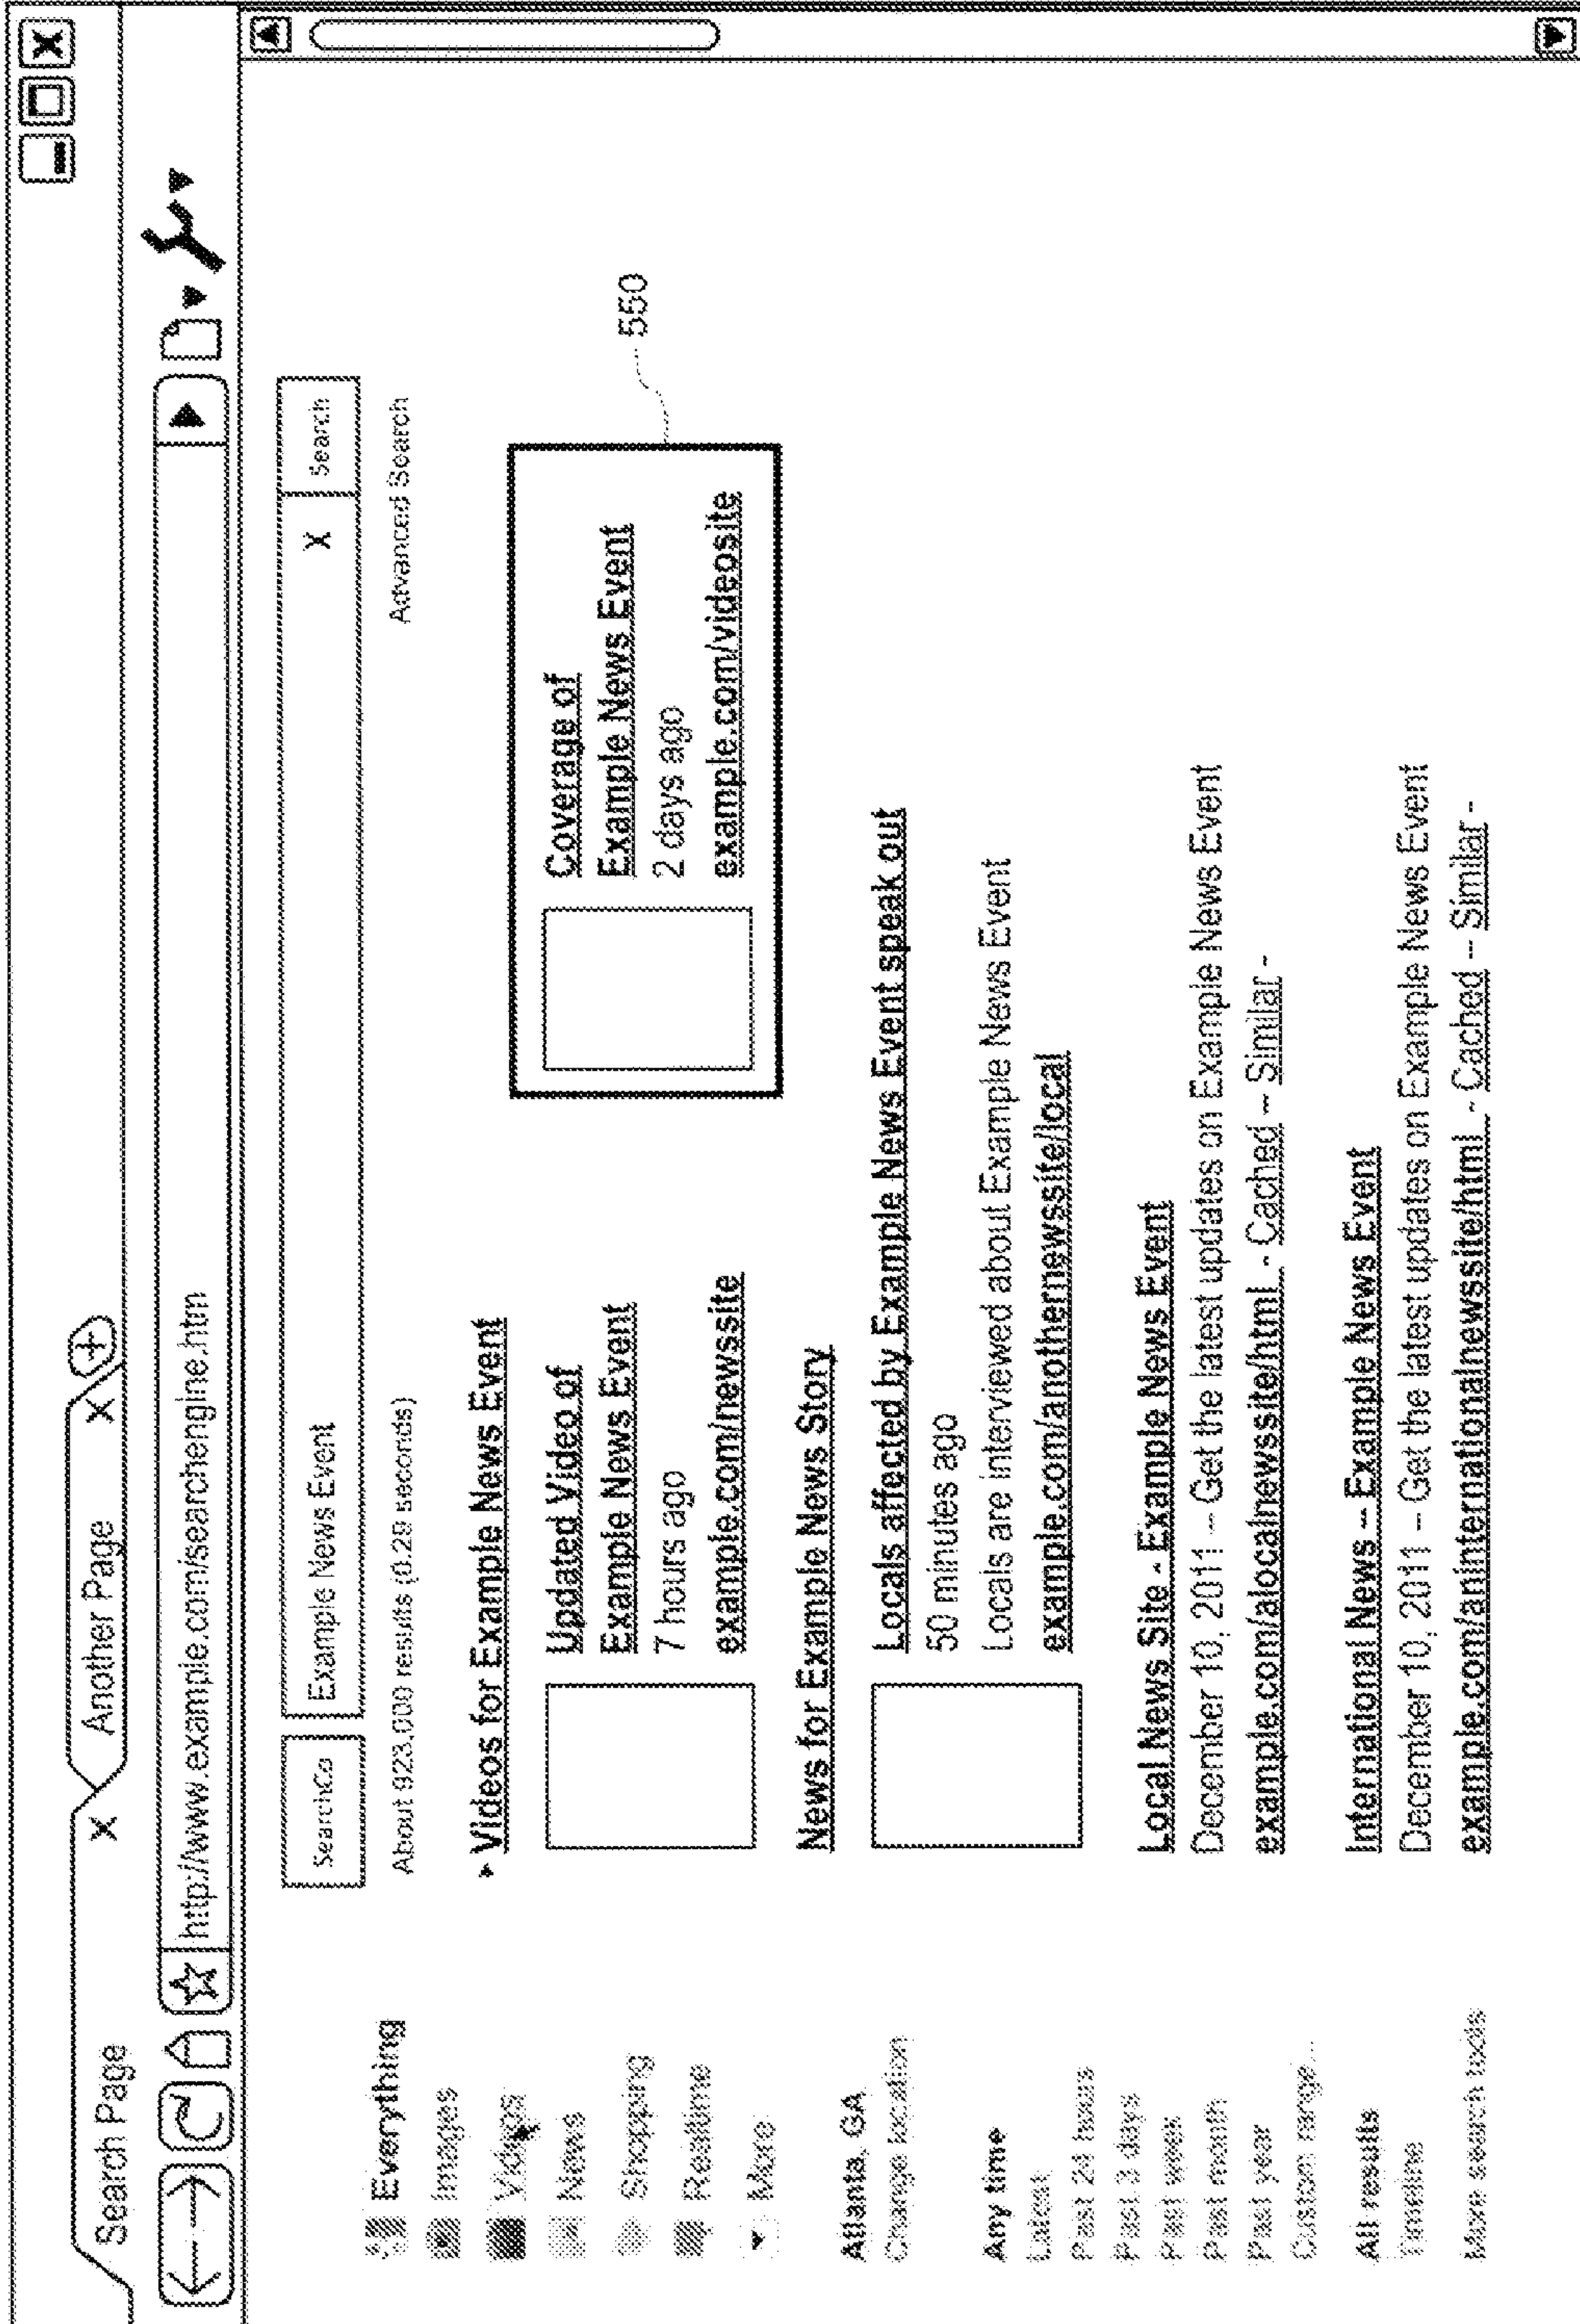 Search Page X Another Page X
http://www.example.com/searchengine.htm
SearchCo Example News Event X Search
About 923,000 results (0.28 seconds) Advanced Search
Everything
Images
Videos
News
Shopping
Realtime
More
Atlanta, GA
Change location
Any time
Latest
Past 24 hours
Past 3 days
Past week
Past month
Past year
Custom range...
All results
Timeline
More search tools
Videos for Example News Event
Updated Video of
Example News Event
7 hours ago
example.com/newssite
Coverage of
Example News Event
2 days ago
example.com/videosite
550
News for Example News Story
Locals affected by Example News Event speak out
50 minutes ago
Locals are interviewed about Example News Event
example.com/anothernewssite/local
Local News Site - Example News Event
December 10, 2011 – Get the latest updates on Example News Event
example.com/alocalnewssite/html - Cached – Similar -
International News – Example News Event
December 10, 2011 – Get the latest updates on Example News Event
example.com/aninternationalnewssite/html - Cached – Similar -